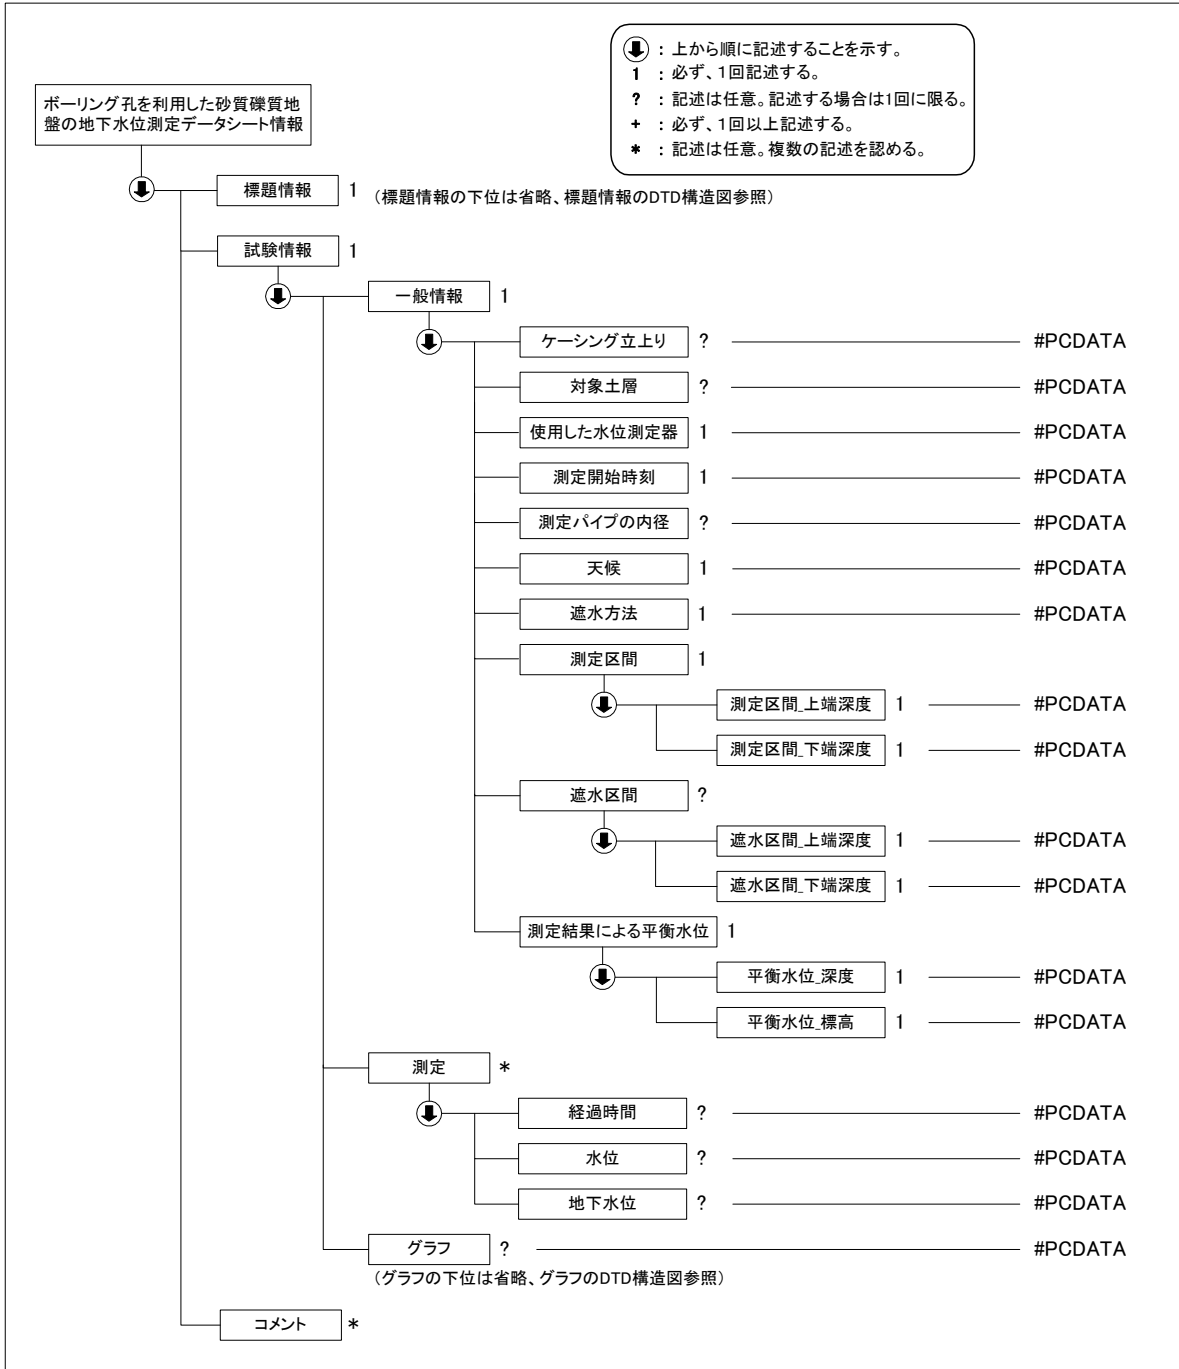 ：上から順に記述することを示す。
1 ：必ず、1回記述する。
? ：記述は任意。記述する場合は1回に限る。
+ ：必ず、1回以上記述する。
* ：記述は任意。複数の記述を認める。
ボーリング孔を利用した砂質礫質地
盤の地下水位測定データシート情報
標題情報 1 （標題情報の下位は省略、標題情報のDTD構造図参照）
試験情報 1
一般情報 1
ケーシング立上り ? #PCDATA
対象土層 ? #PCDATA
使用した水位測定器 1 #PCDATA
測定開始時刻 1 #PCDATA
測定パイプの内径 ? #PCDATA
天候 1 #PCDATA
遮水方法 1 #PCDATA
測定区間 1
測定区間_上端深度 1 #PCDATA
測定区間_下端深度 1 #PCDATA
遮水区間 ?
遮水区間_上端深度 1 #PCDATA
遮水区間_下端深度 1 #PCDATA
測定結果による平衡水位 1
平衡水位_深度 1 #PCDATA
平衡水位_標高 1 #PCDATA
測定 *
経過時間 ? #PCDATA
水位 ? #PCDATA
地下水位 ? #PCDATA
グラフ ? #PCDATA
（グラフの下位は省略、グラフのDTD構造図参照）
コメント *